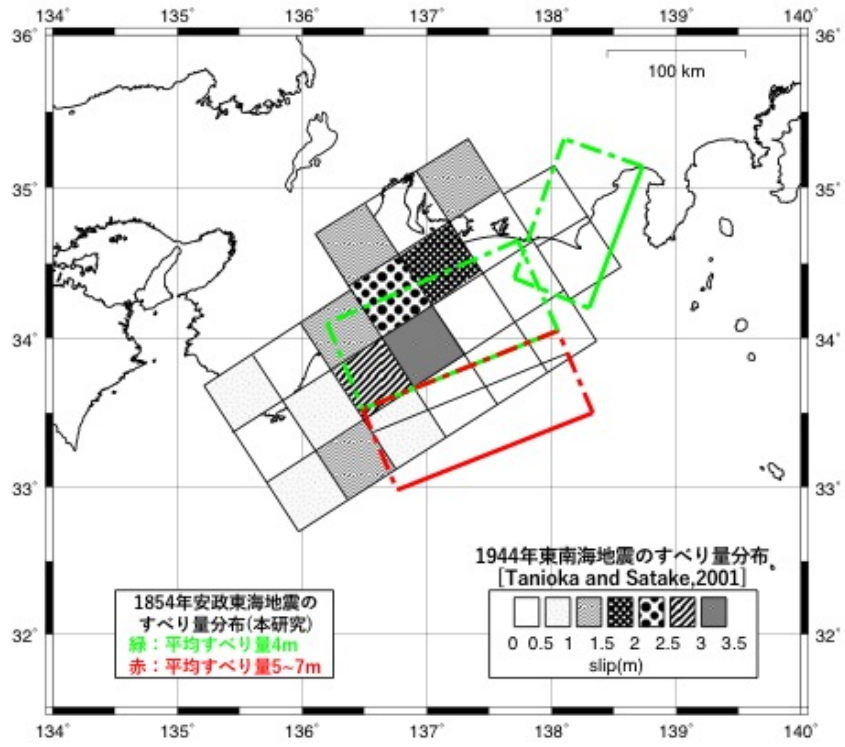 134° 135° 136° 137° 138° 139° 140°
36° 36°
100 km
35° 35°
34° 34°
33° 33°
1944年東南海地震のすべり量分布
[Tanioka and Satake,2001]
1854年安政東海地震の
すべり量分布(本研究)
緑：平均すべり量4m
赤：平均すべり量5~7m
0 0.5 1 1.5 2 2.5 3 3.5
slip(m)
32° 32°
134° 135° 136° 137° 138° 139° 140°